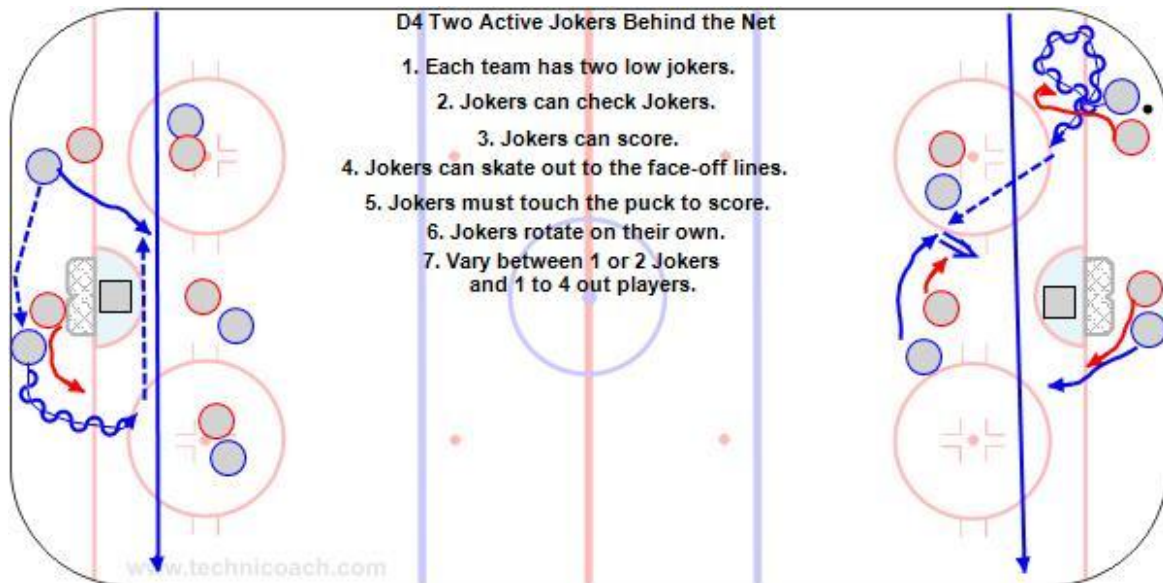 D4 Two Active Jokers Behind the Net
1. Each team has two low jokers.
2. Jokers can check Jokers.
3. Jokers can score.
4. Jokers can skate out to the face-off lines.
5. Jokers must touch the puck to score.
6. Jokers rotate on their own.
7. Vary between 1 or 2 Jokers
and 1 to 4 out players.
www.technicoach.com